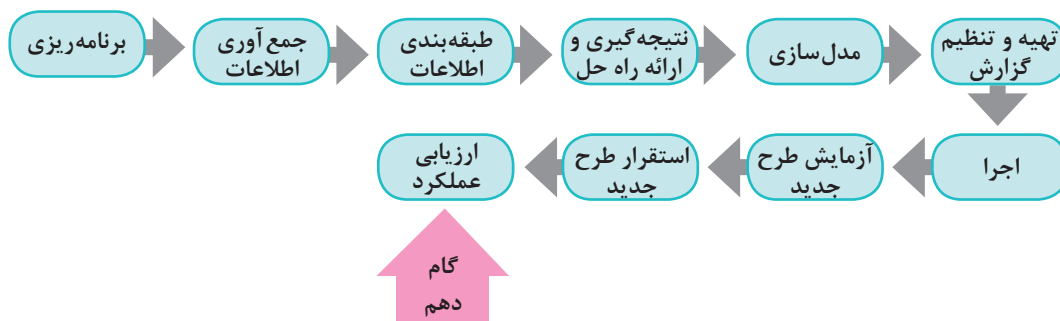 برنامه‌ریزی
جمع‌آوری
اطلاعات
طبقه‌بندی
اطلاعات
نتیجه‌گیری و
ارائه راه حل
مدل‌سازی
تهیه و تنظیم
گزارش
اجرا
آزمایش طرح
جدید
استقرار طرح
جدید
ارزیابی
عملکرد
گام
دهم